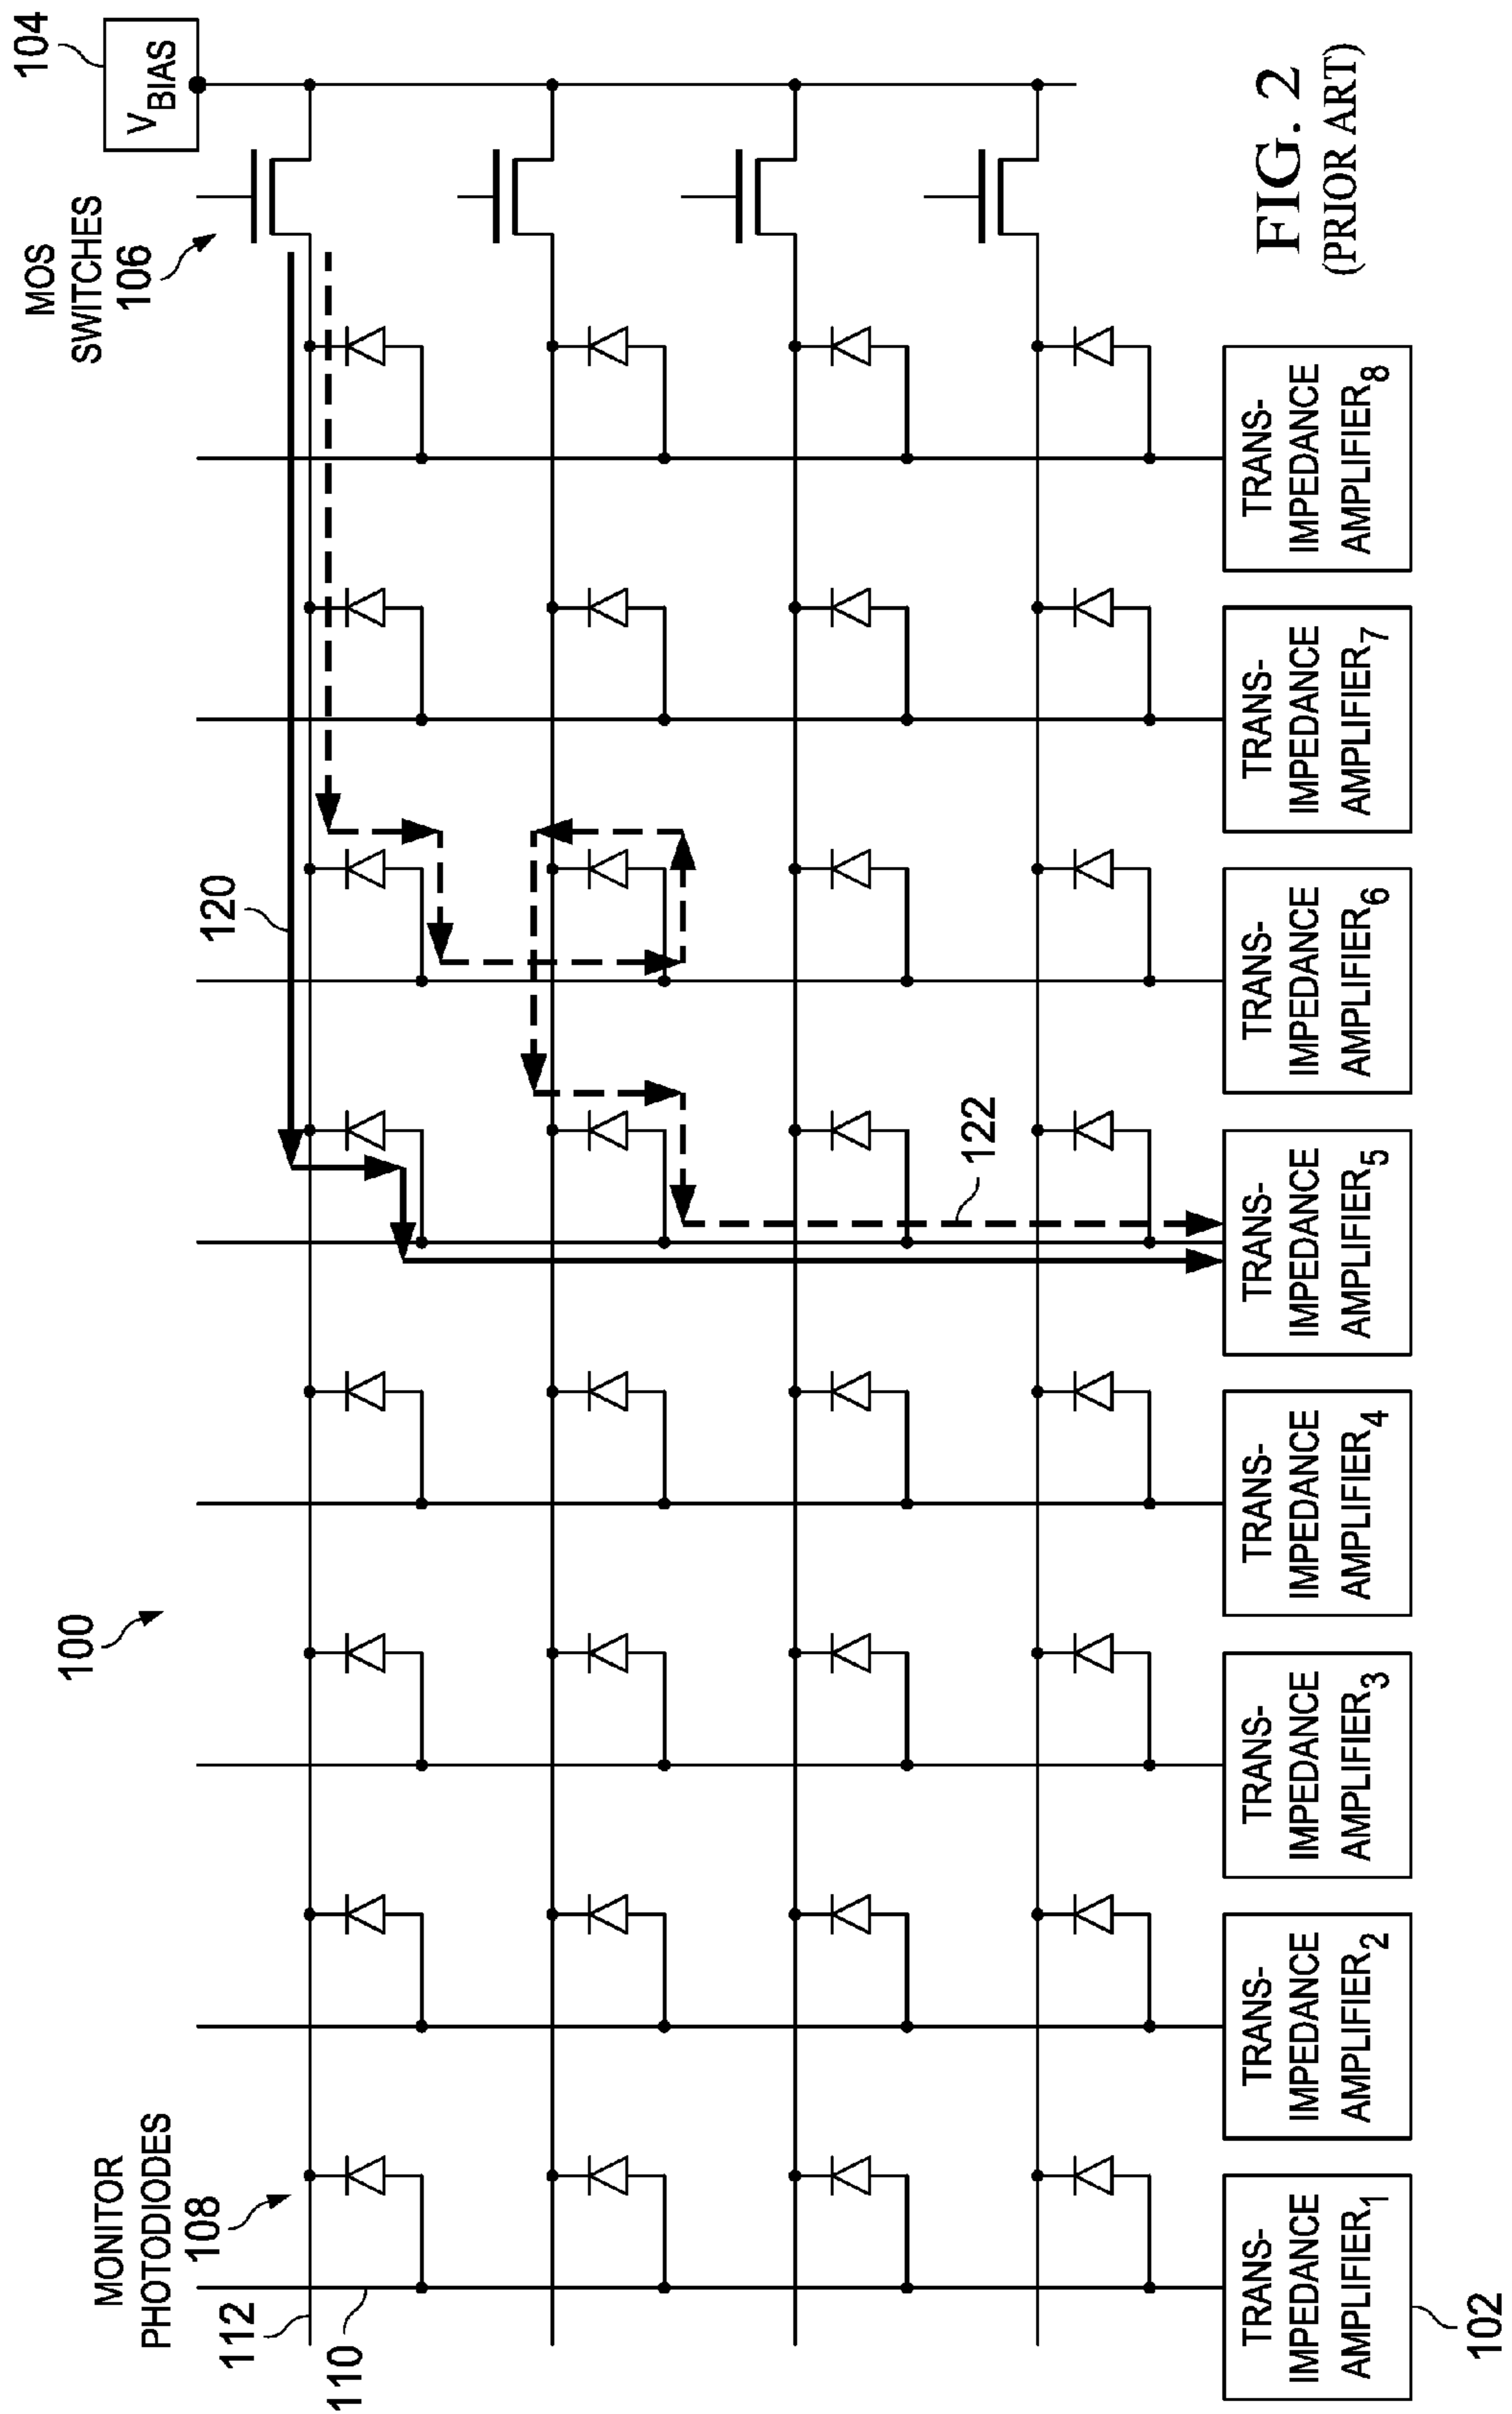 100
MONITOR
PHOTODIODES
108
112
110
120
MOS
SWITCHES
106
104
VBIAS
122
TRANS-
IMPEDANCE
AMPLIFIER1
TRANS-
IMPEDANCE
AMPLIFIER2
TRANS-
IMPEDANCE
AMPLIFIER3
TRANS-
IMPEDANCE
AMPLIFIER4
TRANS-
IMPEDANCE
AMPLIFIER5
TRANS-
IMPEDANCE
AMPLIFIER6
TRANS-
IMPEDANCE
AMPLIFIER7
TRANS-
IMPEDANCE
AMPLIFIER8
102
FIG. 2
(PRIOR ART)